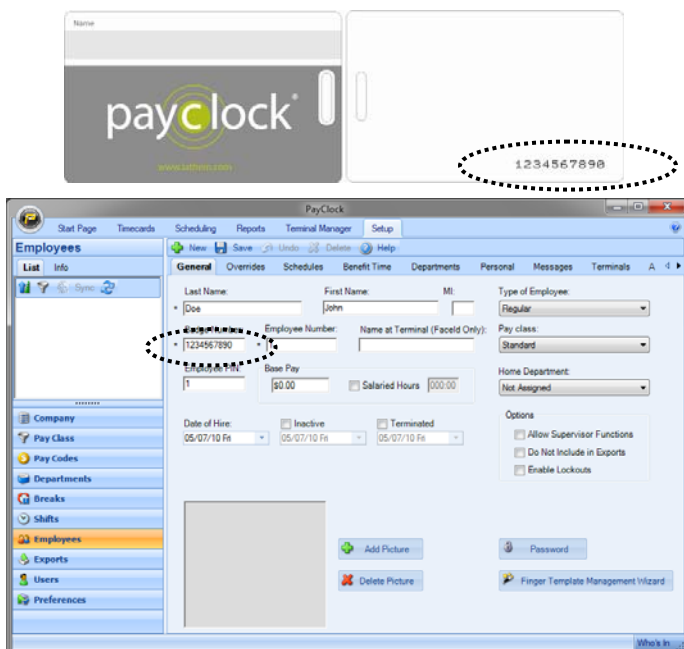 Name
payclock®
www.lathem.com
1234567890
PayClock
Start Page Timecards Scheduling Reports Terminal Manager Setup
Employees
New Save Undo Delete Help
List Info
General Overrides Schedules Benefit Time Departments Personal Messages Terminals A
Sync
Last Name: First Name: MI: Type of Employee:
* Doe John Regular
Badge Number: Employee Number: Name at Terminal (FaceId Only): Pay class:
* 1234567890 * Standard
Employee PIN: Base Pay Home Department:
1 $0.00 Salaried Hours 000:00 Not Assigned
Company
Pay Class
Pay Codes
Departments
Breaks
Shifts
Employees
Exports
Users
Preferences
Date of Hire: Inactive Terminated
05/07/10 Fri 05/07/10 Fri 05/07/10 Fri
Options
Allow Supervisor Functions
Do Not Include in Exports
Enable Lockouts
Add Picture Password
Delete Picture Finger Template Management Wizard
Who's In